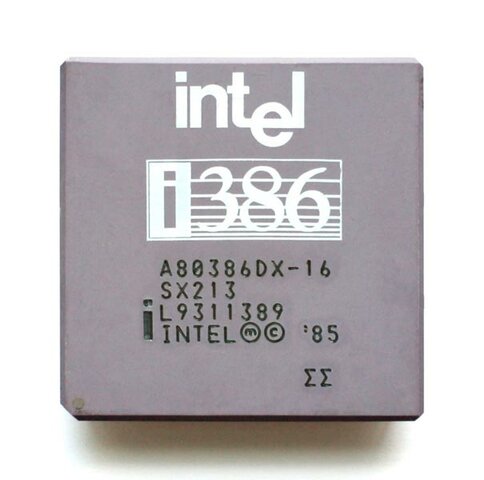 intel
i386
A80386DX-16
SX213
i L9311389
INTEL Ⓜ Ⓒ '85
ΣΣ